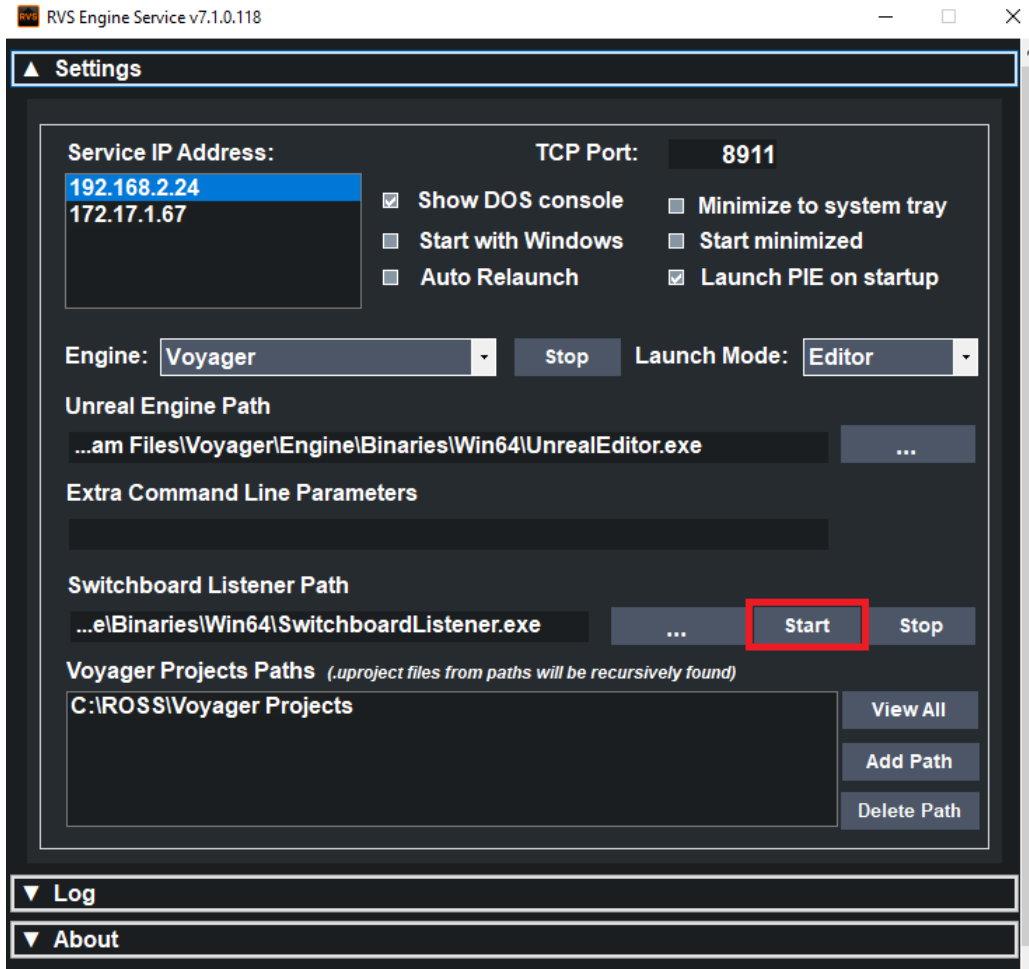 RVS RVS Engine Service v7.1.0.118
▲ Settings
Service IP Address: TCP Port: 8911
192.168.2.24
172.17.1.67
Show DOS console Minimize to system tray
Start with Windows Start minimized
Auto Relaunch Launch PIE on startup
Engine: Voyager Stop Launch Mode: Editor
Unreal Engine Path
...am Files\Voyager\Engine\Binaries\Win64\UnrealEditor.exe ...
Extra Command Line Parameters
Switchboard Listener Path
...e\Binaries\Win64\SwitchboardListener.exe ... Start Stop
Voyager Projects Paths (.uproject files from paths will be recursively found)
C:\ROSS\Voyager Projects View All
Add Path
Delete Path
▼ Log
▼ About